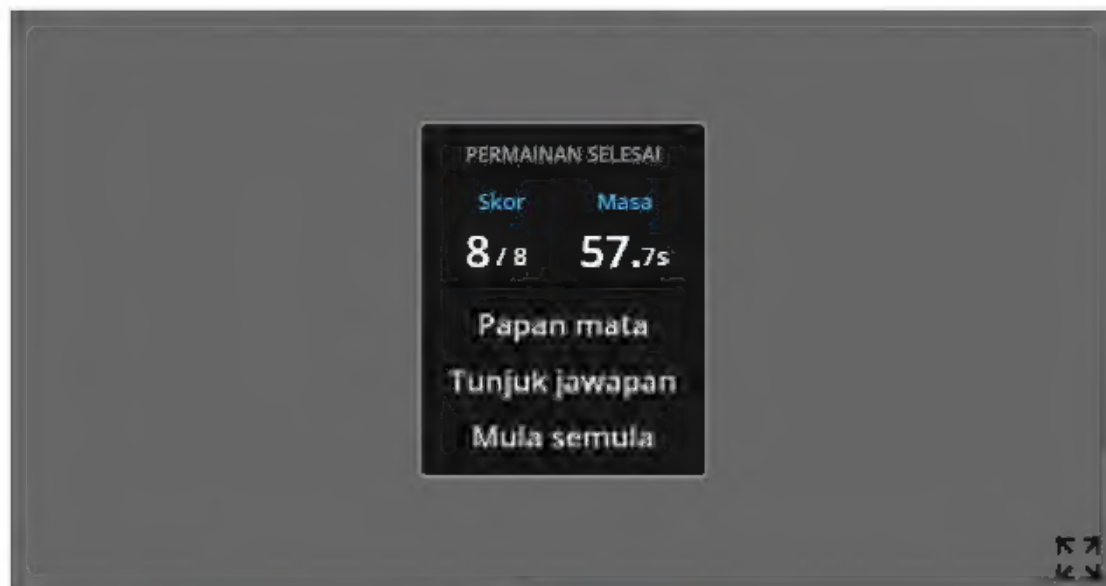 PERMAINAN SELESAI
Skor Masa
8 / 8 57.7s
Papan mata
Tunjuk jawapan
Mula semula